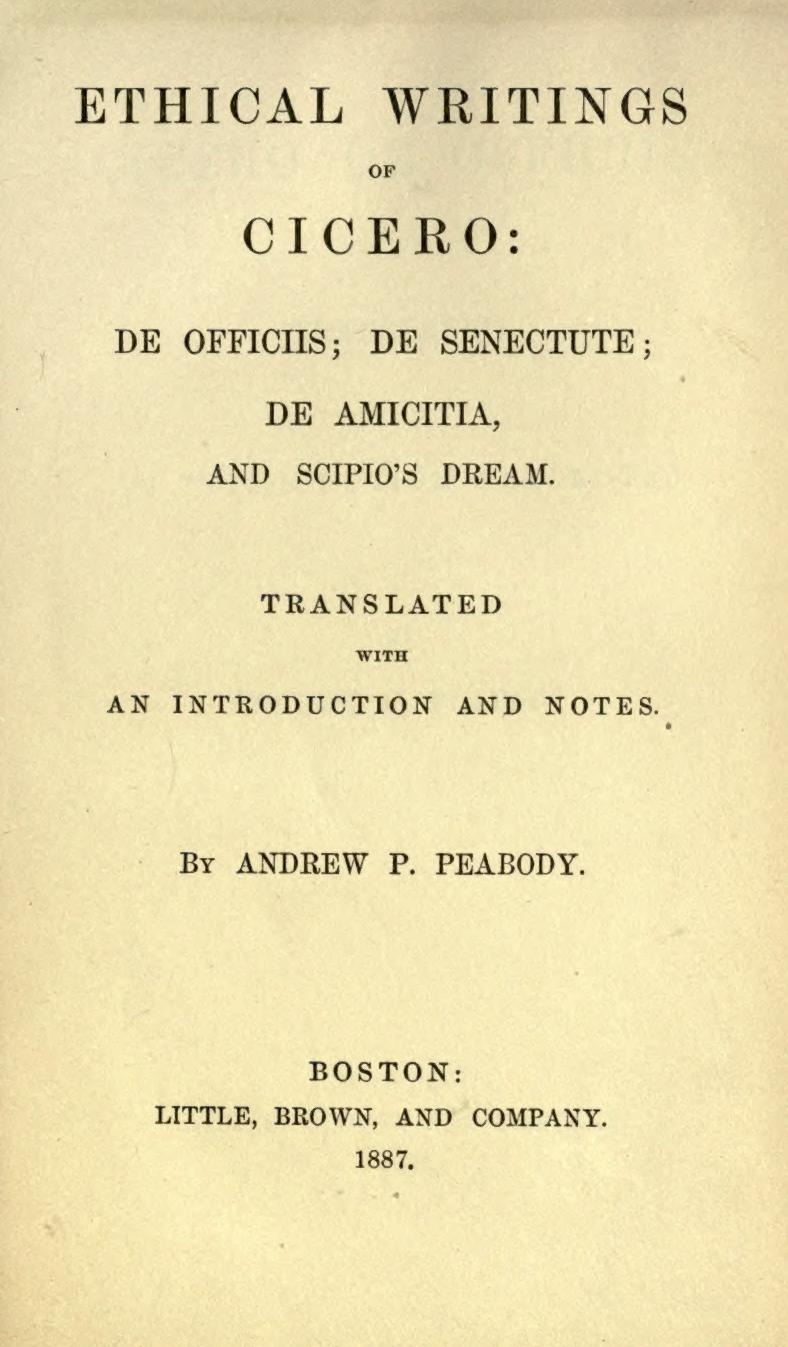 ETHICAL WRITINGS
OF
CICERO:
DE OFFICIIS; DE SENECTUTE;
DE AMICITIA,
AND SCIPIO'S DREAM.
TRANSLATED
WITH
AN INTRODUCTION AND NOTES.
By ANDREW P. PEABODY.
BOSTON:
LITTLE, BROWN, AND COMPANY.
1887.